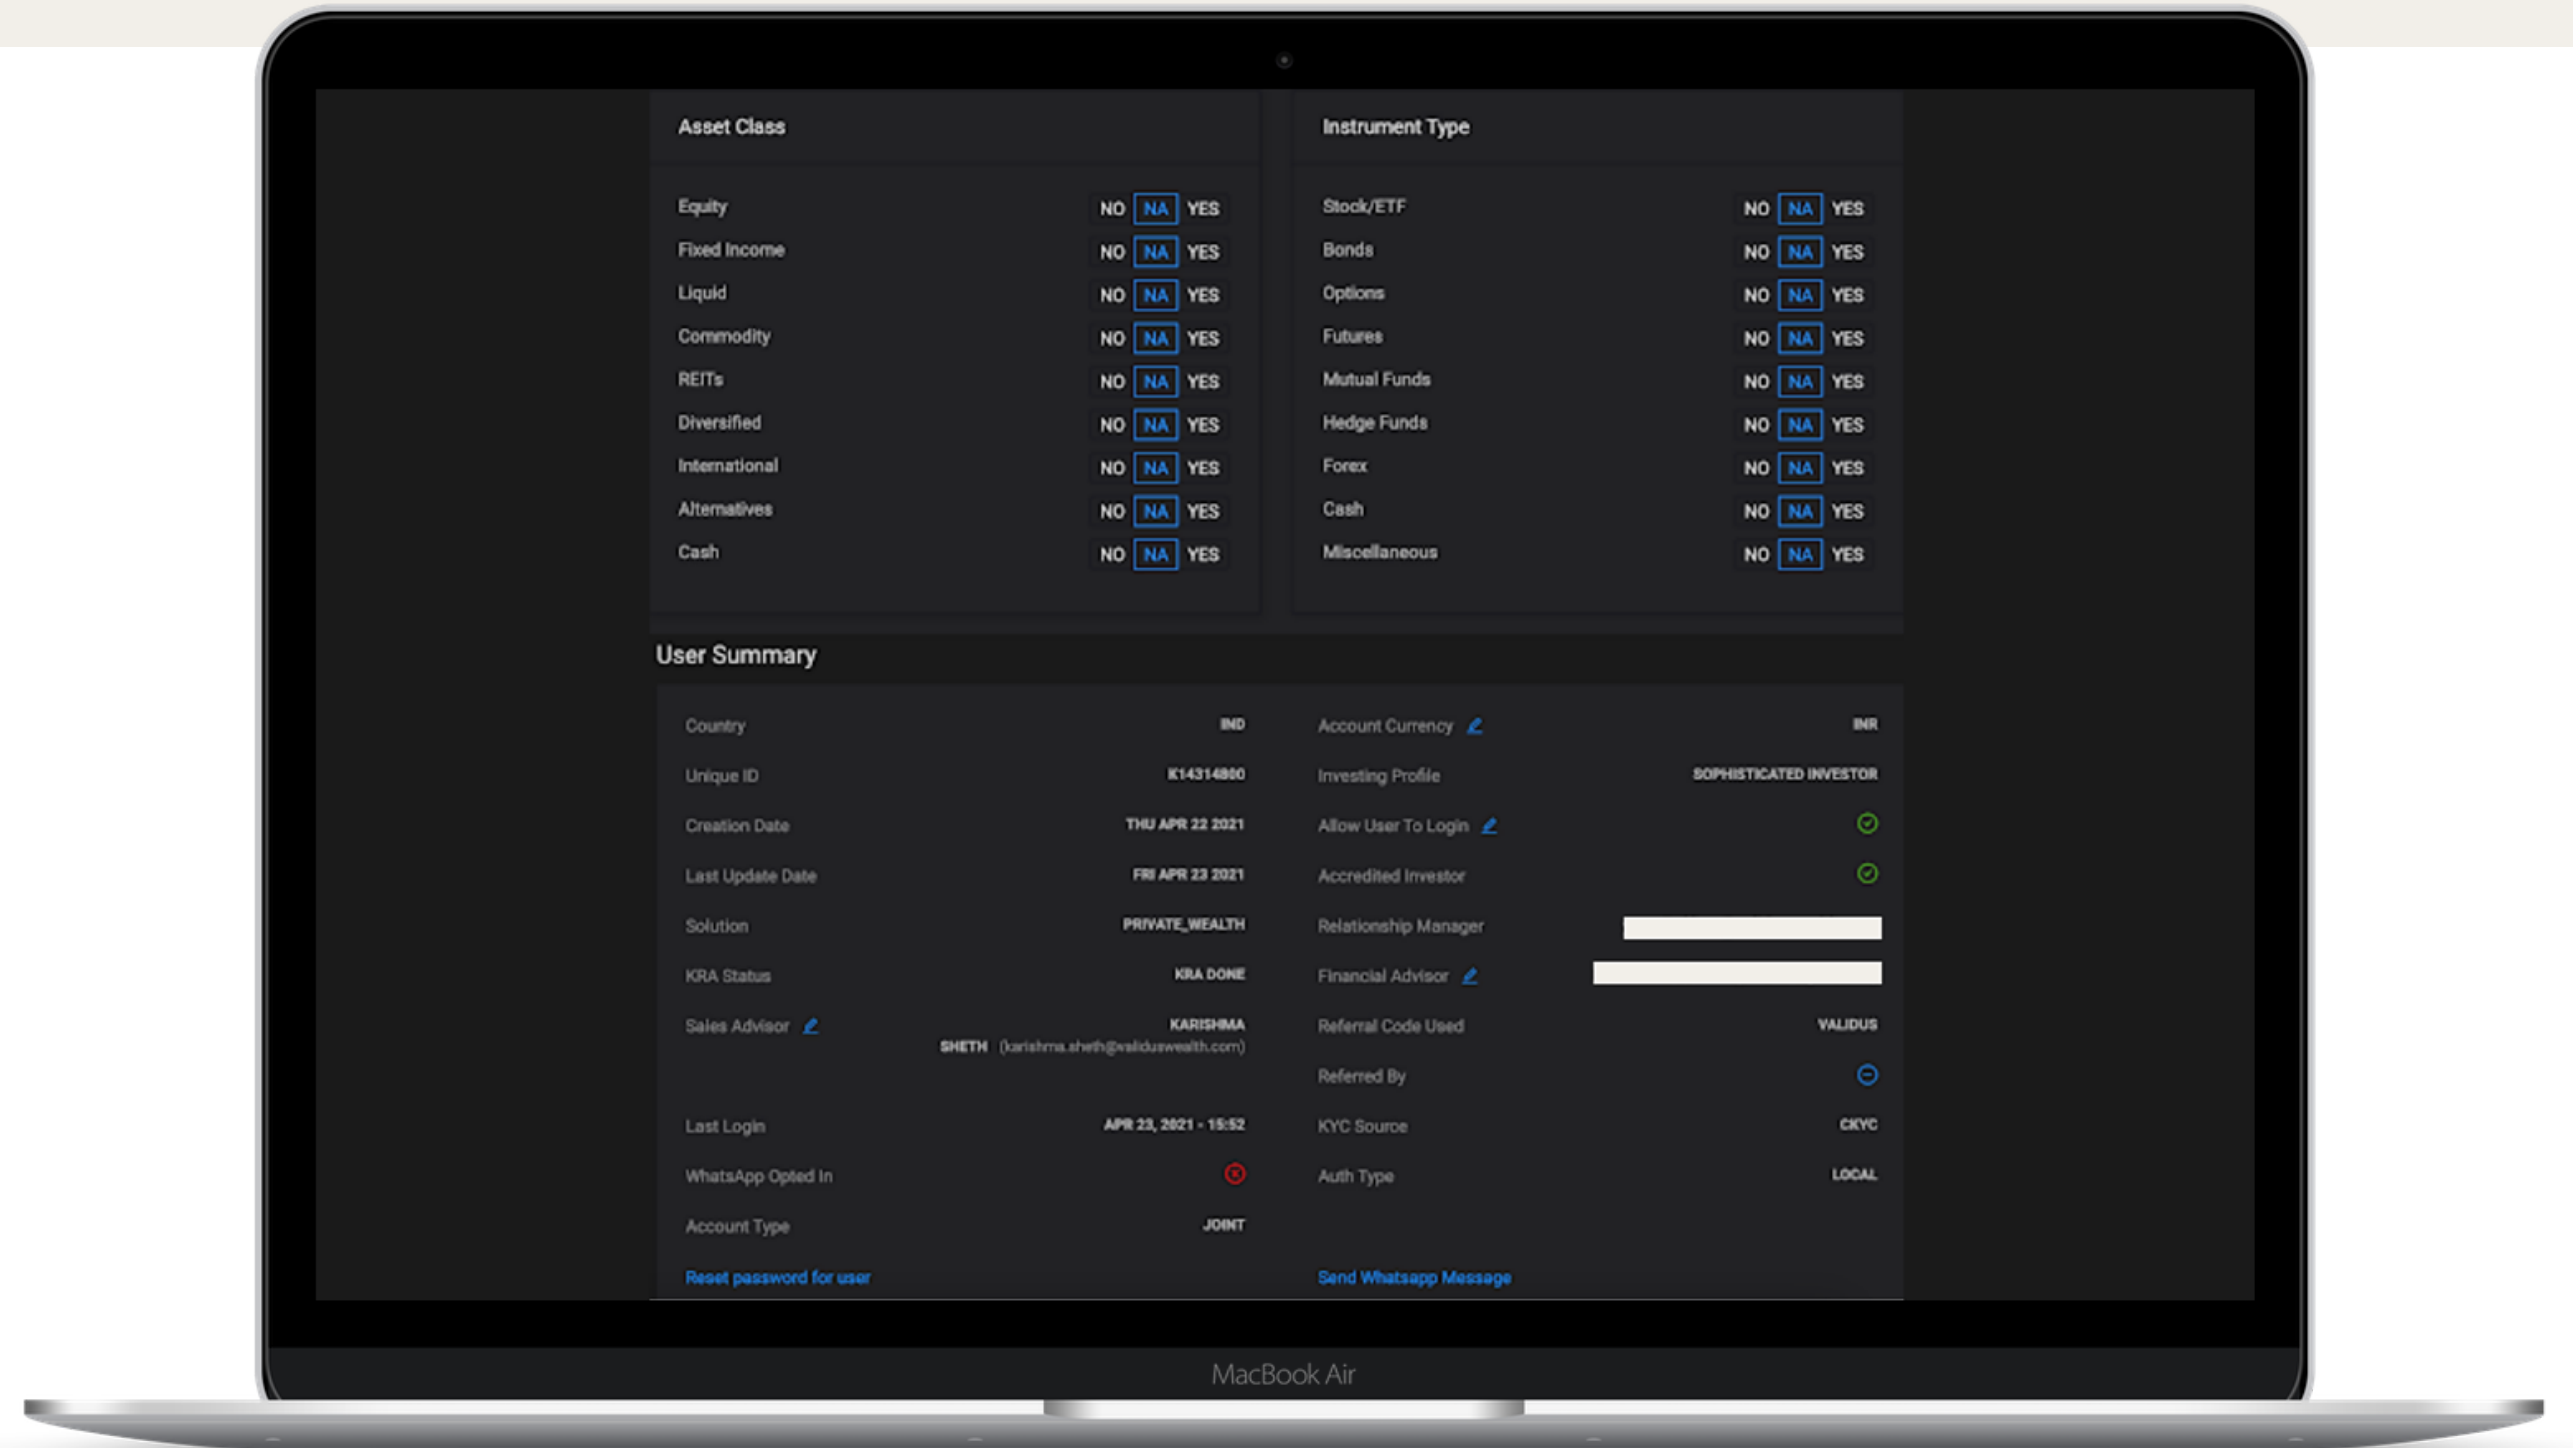 Asset Class
Equity NO NA YES
Fixed Income NO NA YES
Liquid NO NA YES
Commodity NO NA YES
REITs NO NA YES
Diversified NO NA YES
International NO NA YES
Alternatives NO NA YES
Cash NO NA YES
Instrument Type
Stock/ETF NO NA YES
Bonds NO NA YES
Options NO NA YES
Futures NO NA YES
Mutual Funds NO NA YES
Hedge Funds NO NA YES
Forex NO NA YES
Cash NO NA YES
Miscellaneous NO NA YES
User Summary
Country IND
Unique ID K14314800
Creation Date THU APR 22 2021
Last Update Date FRI APR 23 2021
Solution PRIVATE_WEALTH
KRA Status KRA DONE
Sales Advisor KARISHMA
SHETH (karishma.sheth@validuswealth.com)
Last Login APR 23, 2021 - 15:52
WhatsApp Opted In
Account Type JOINT
Reset password for user
Account Currency INR
Investing Profile SOPHISTICATED INVESTOR
Allow User To Login
Accredited Investor
Relationship Manager
Financial Advisor
Referral Code Used VALIDUS
Referred By
KYC Source CKYC
Auth Type LOCAL
Send Whatsapp Message
MacBook Air